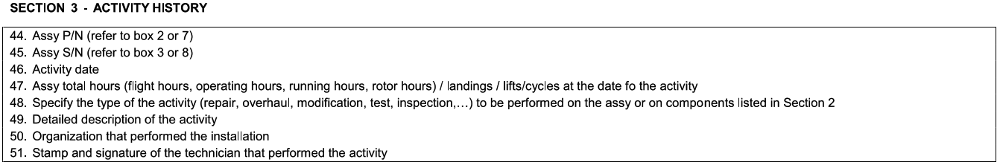 SECTION 3 - ACTIVITY HISTORY
44. Assy P/N (refer to box 2 or 7)
45. Assy S/N (refer to box 3 or 8)
46. Activity date
47. Assy total hours (flight hours, operating hours, running hours, rotor hours) / landings / lifts/cycles at the date fo the activity
48. Specify the type of the activity (repair, overhaul, modification, test, inspection,…) to be performed on the assy or on components listed in Section 2
49. Detailed description of the activity
50. Organization that performed the installation
51. Stamp and signature of the technician that performed the activity